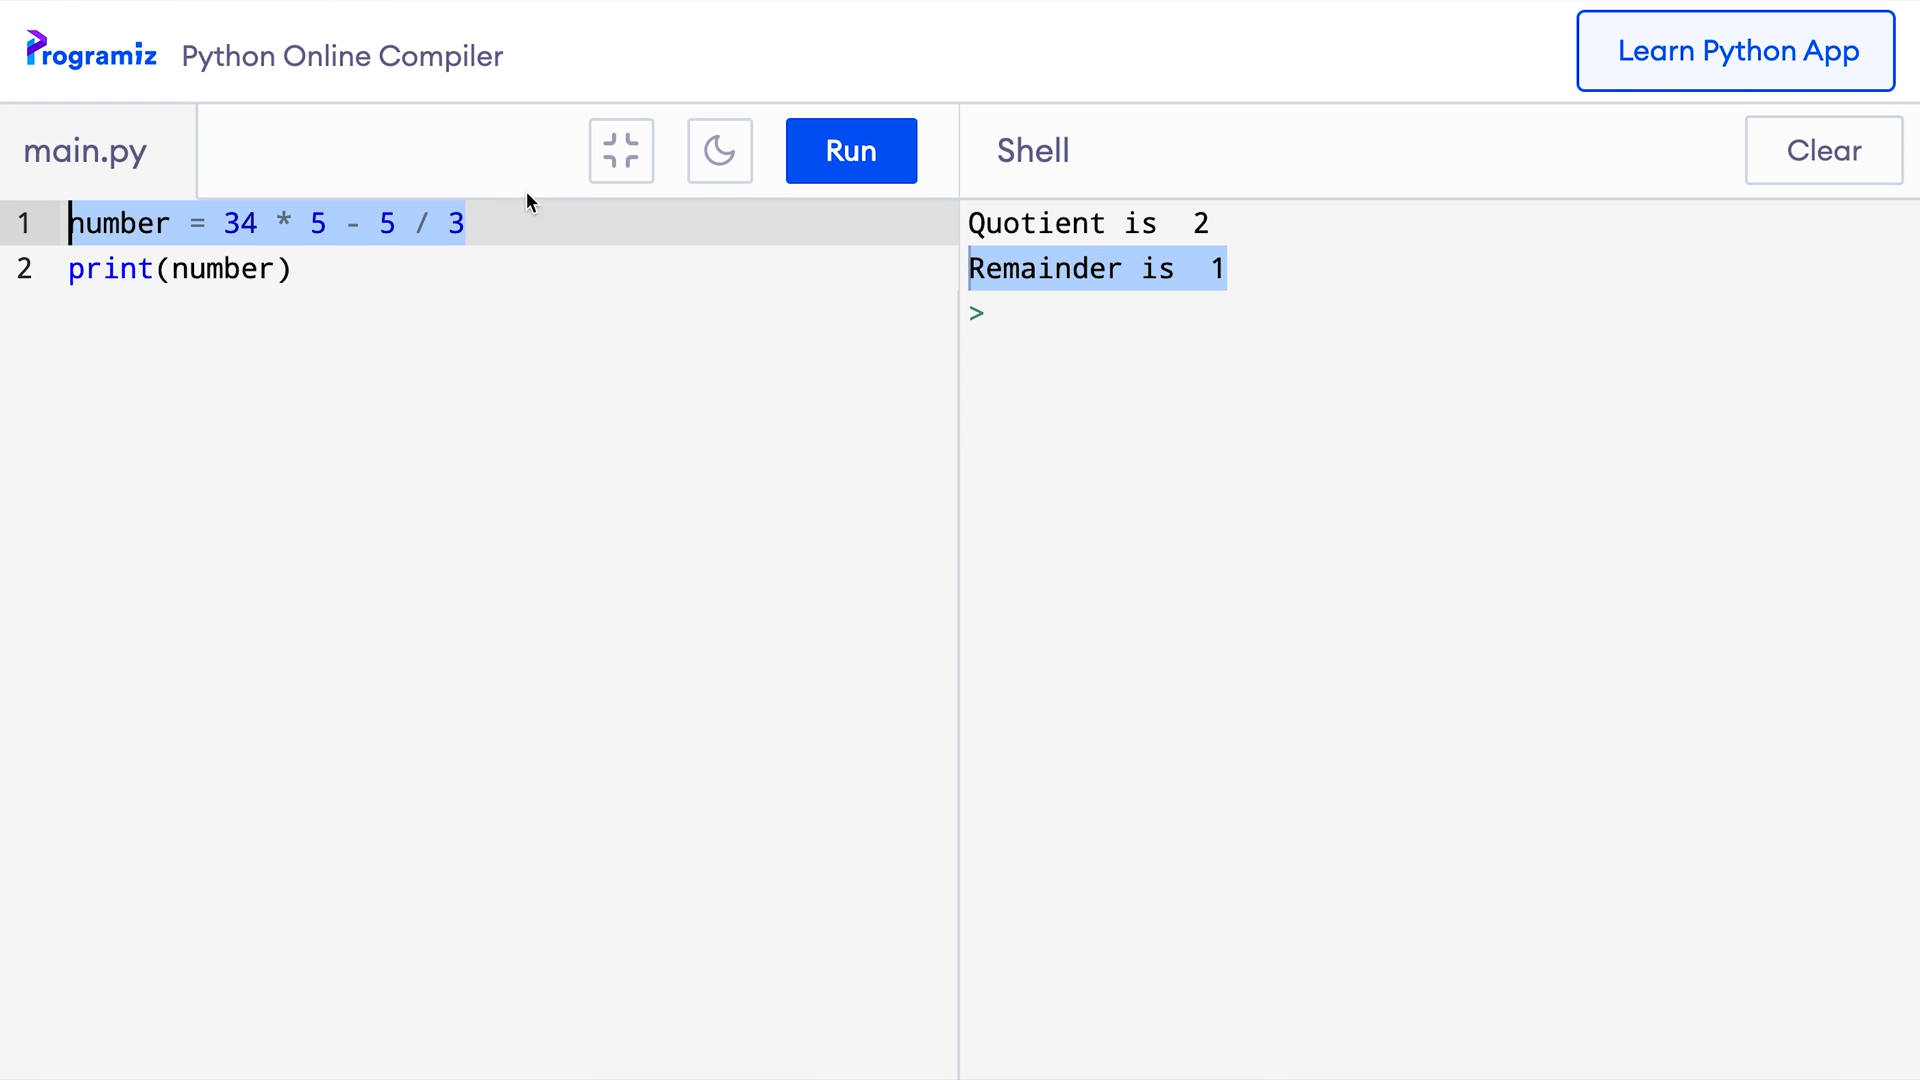 Programiz Python Online Compiler
Learn Python App
main.py
Run
Shell
Clear
1 number = 34 * 5 - 5 / 3
2 print(number)
Quotient is  2
Remainder is  1
>